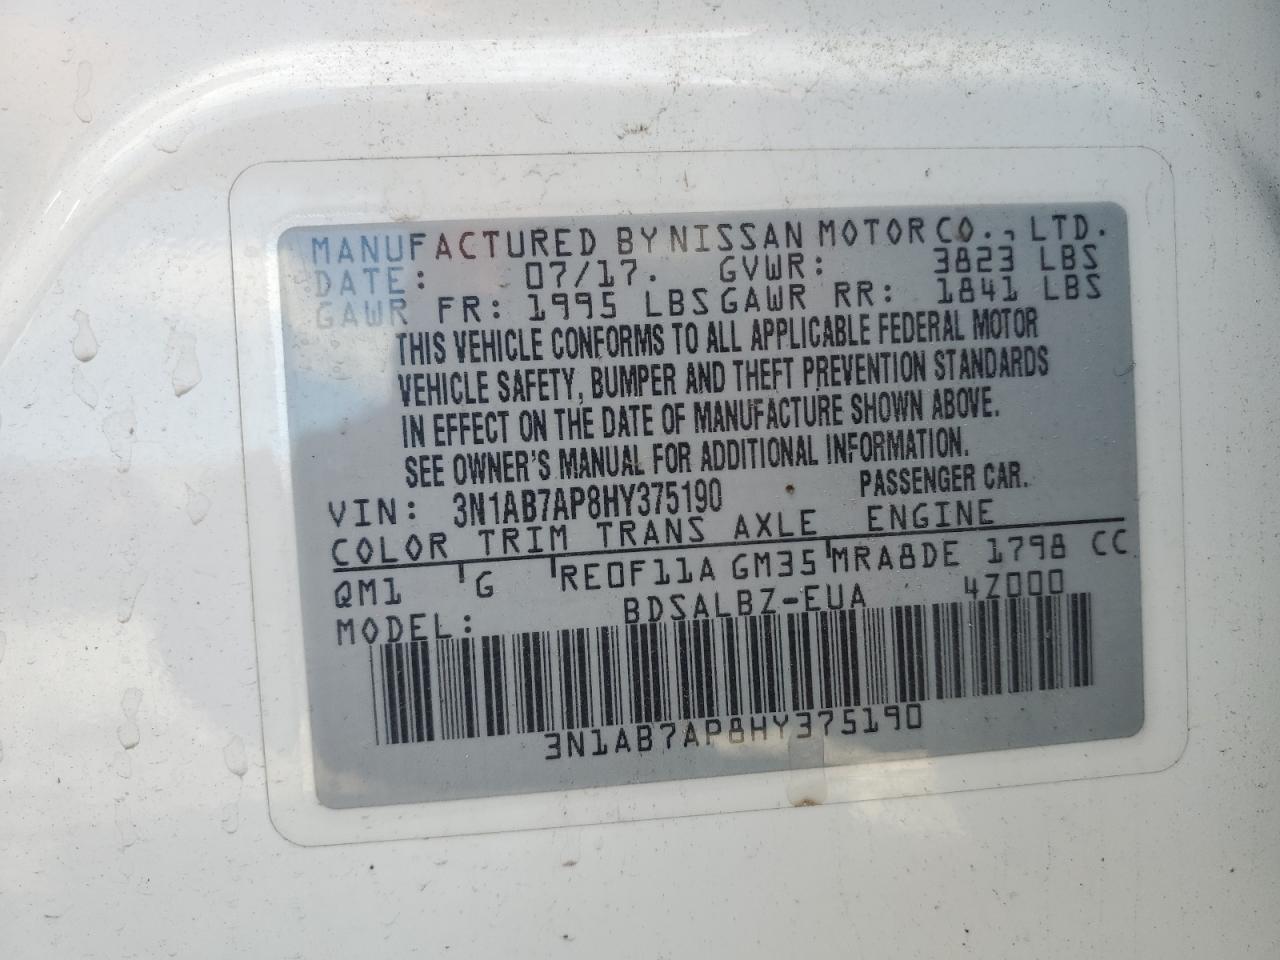 MANUFACTURED BY NISSAN MOTOR CO., LTD.
DATE: 07/17. GVWR: 3823 LBS
GAWR FR: 1995 LBS GAWR RR: 1841 LBS
THIS VEHICLE CONFORMS TO ALL APPLICABLE FEDERAL MOTOR
VEHICLE SAFETY, BUMPER AND THEFT PREVENTION STANDARDS
IN EFFECT ON THE DATE OF MANUFACTURE SHOWN ABOVE.
SEE OWNER'S MANUAL FOR ADDITIONAL INFORMATION.
VIN: 3N1AB7AP8HY375190 PASSENGER CAR.
COLOR TRIM TRANS AXLE ENGINE
QM1 G RE0F11A GM35 MRA8DE 1798 CC
MODEL: BDSALBZ-EUA 4Z000
3N1AB7AP8HY375190